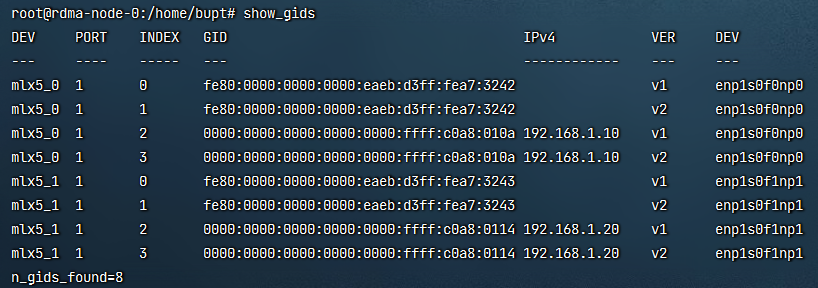 root@rdma-node-0:/home/bupt# show_gids
DEV     PORT    INDEX   GID                                     IPv4            VER     DEV
---     ----    -----   ---                                     ------------    ---     ---
mlx5_0  1       0       fe80:0000:0000:0000:eaeb:d3ff:fea7:3242                 v1      enp1s0f0np0
mlx5_0  1       1       fe80:0000:0000:0000:eaeb:d3ff:fea7:3242                 v2      enp1s0f0np0
mlx5_0  1       2       0000:0000:0000:0000:0000:ffff:c0a8:010a 192.168.1.10    v1      enp1s0f0np0
mlx5_0  1       3       0000:0000:0000:0000:0000:ffff:c0a8:010a 192.168.1.10    v2      enp1s0f0np0
mlx5_1  1       0       fe80:0000:0000:0000:eaeb:d3ff:fea7:3243                 v1      enp1s0f1np1
mlx5_1  1       1       fe80:0000:0000:0000:eaeb:d3ff:fea7:3243                 v2      enp1s0f1np1
mlx5_1  1       2       0000:0000:0000:0000:0000:ffff:c0a8:0114 192.168.1.20    v1      enp1s0f1np1
mlx5_1  1       3       0000:0000:0000:0000:0000:ffff:c0a8:0114 192.168.1.20    v2      enp1s0f1np1
n_gids_found=8